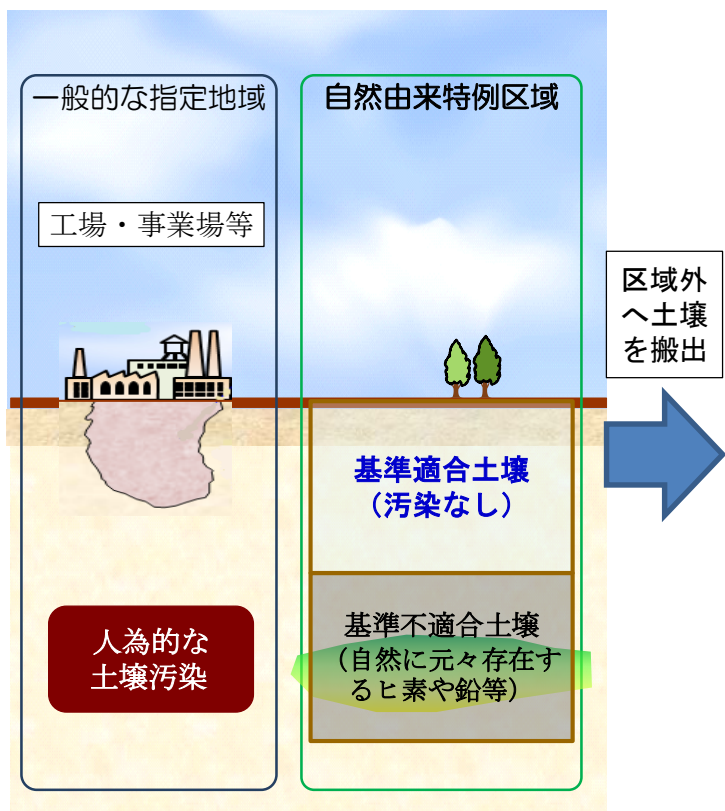 一般的な指定地域
自然由来特例区域
工場・事業場等
区域外
へ土壌
を搬出
基準適合土壌
（汚染なし）
人為的な
土壌汚染
基準不適合土壌
（自然に元々存在す
るヒ素や鉛等）